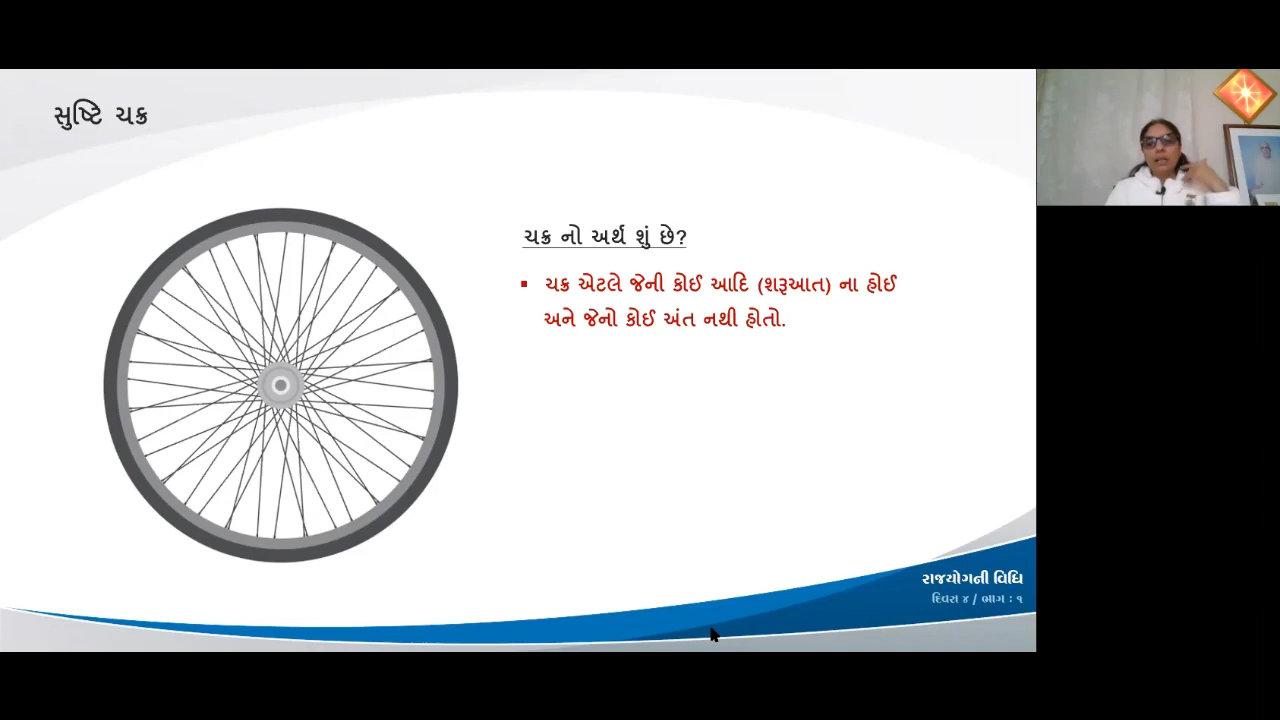 સુષ્ટિ ચક્ર
ચક્ર નો અર્થ શું છે?
▪ ચક્ર એટલે જેની કોઈ આદિ (શરૂઆત) ના હોઈ
અને જેનો કોઈ અંત નથી હોતો.
રાજયોગની વિધિ
દિવસ ૪ / ભાગ : ૧